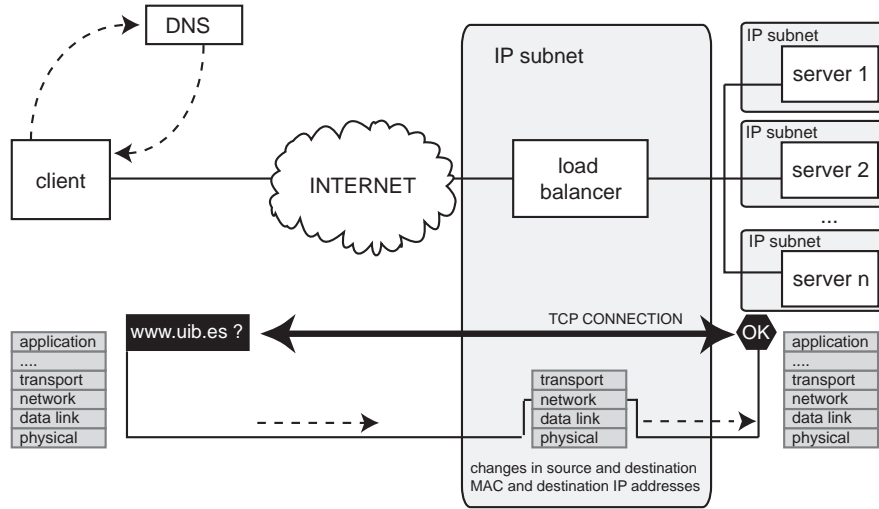 DNS
client
INTERNET
IP subnet
load
balancer
IP subnet
server 1
IP subnet
server 2
...
IP subnet
server n
www.uib.es ?
TCP CONNECTION
OK
application
....
transport
network
data link
physical
transport
network
data link
physical
application
....
transport
network
data link
physical
changes in source and destination
MAC and destination IP addresses